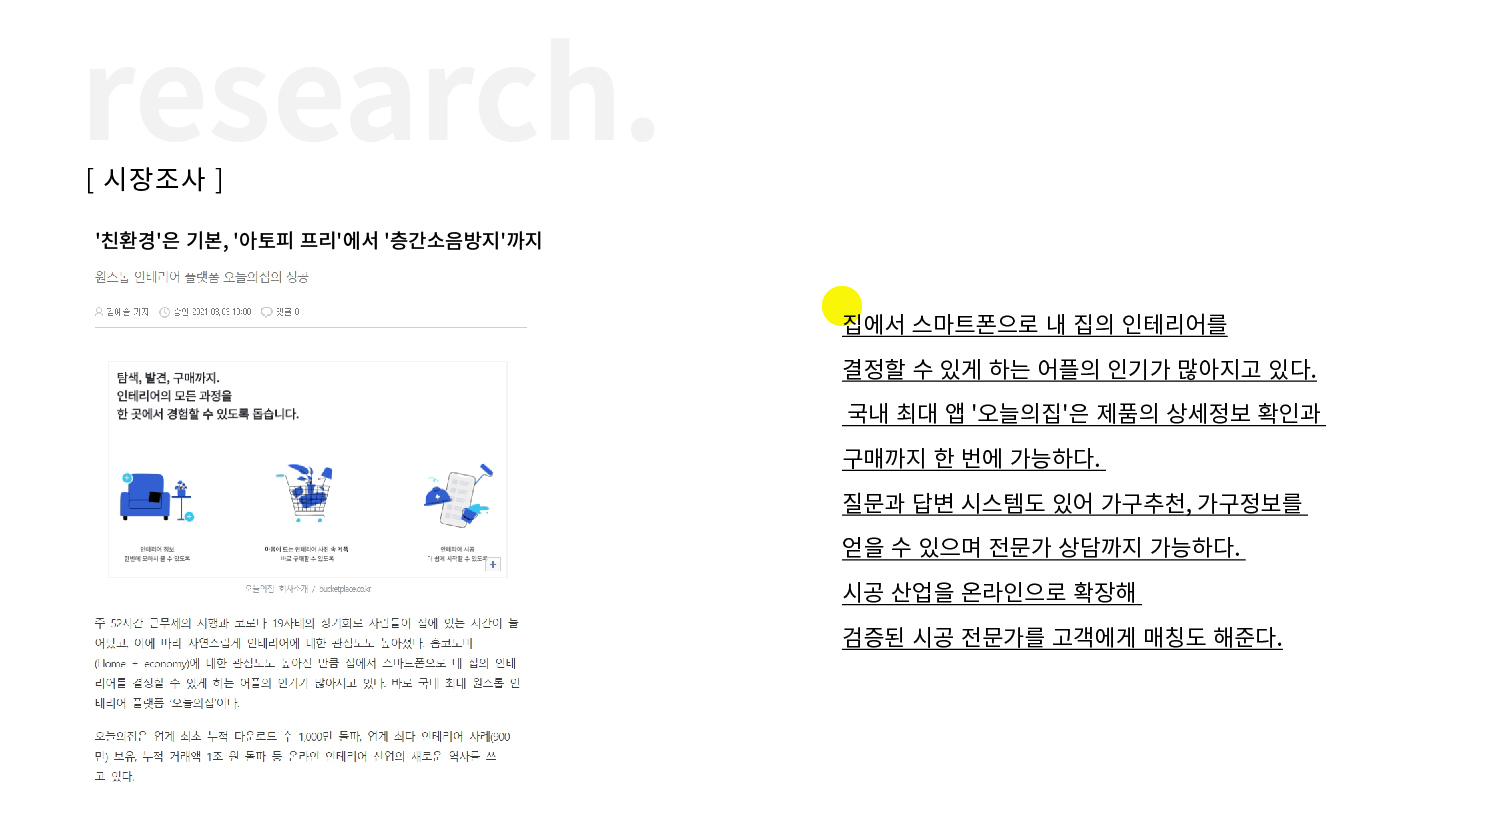 research.
[ 시장조사 ]
'친환경'은 기본, '아토피 프리'에서 '층간소음방지'까지
원스톱 인테리어 플랫폼 오늘의집의 성공
김예슬 기자 승인 2021.08.09 10:00 댓글 0
탐색, 발견, 구매까지.
인테리어의 모든 과정을
한 곳에서 경험할 수 있도록 돕습니다.
인테리어 정보
한번에 모아서 볼 수 있도록
마음에 드는 인테리어 사진 속 제품
바로 구매할 수 있도록
인테리어 시공
더 쉽게 시작할 수 있도록
오늘의집 회사소개 / bucketplace.co.kr
주 52시간 근무제의 시행과 코로나 19사태의 장기화로 사람들이 집에 있는 시간이 늘
어났고, 이에 따라 자연스럽게 인테리어에 대한 관심도도 높아졌다. 홈코노미
(Home + economy)에 대한 관심도도 높아진 만큼 집에서 스마트폰으로 내 집의 인테
리어를 결정할 수 있게 하는 어플의 인기가 많아지고 있다. 바로 국내 최대 원스톱 인
테리어 플랫폼 '오늘의집'이다.
오늘의집은 업계 최초 누적 다운로드 수 1,000만 돌파, 업계 최다 인테리어 사례(900
만) 보유, 누적 거래액 1조 원 돌파 등 온라인 인테리어 산업의 새로운 역사를 쓰
고 있다.
집에서 스마트폰으로 내 집의 인테리어를
결정할 수 있게 하는 어플의 인기가 많아지고 있다.
국내 최대 앱 '오늘의집'은 제품의 상세정보 확인과
구매까지 한 번에 가능하다.
질문과 답변 시스템도 있어 가구추천, 가구정보를
얻을 수 있으며 전문가 상담까지 가능하다.
시공 산업을 온라인으로 확장해
검증된 시공 전문가를 고객에게 매칭도 해준다.